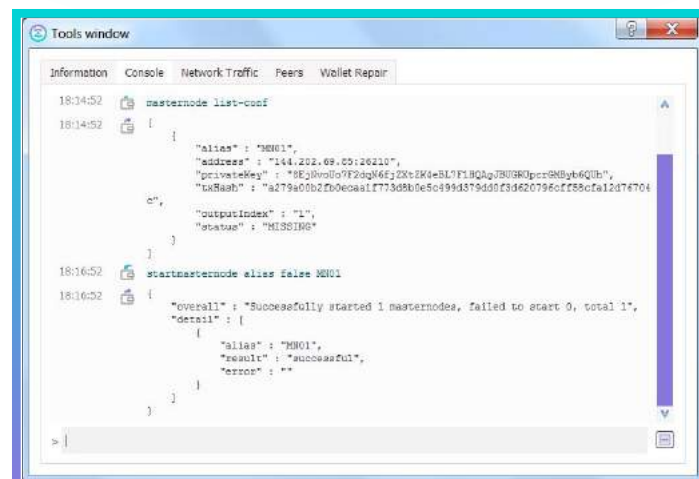 Tools window
Information Console Network Traffic Peers Wallet Repair
18:14:52 masternode list-conf
18:14:52 {
{
"alias" : "MN01",
"address" : "144.202.69.85:26210",
"privateKey" :
"txHash" :
c",
"outputIndex" : "1",
"status" : "MISSING"
}
}
18:16:52 startmasternode alias false MN01
18:16:52 {
"overall" : "Successfully started 1 masternodes, failed to start 0, total 1",
"detail" : [
{
"alias" : "MN01",
"result" : "successful",
"error" : ""
}
]
}
>